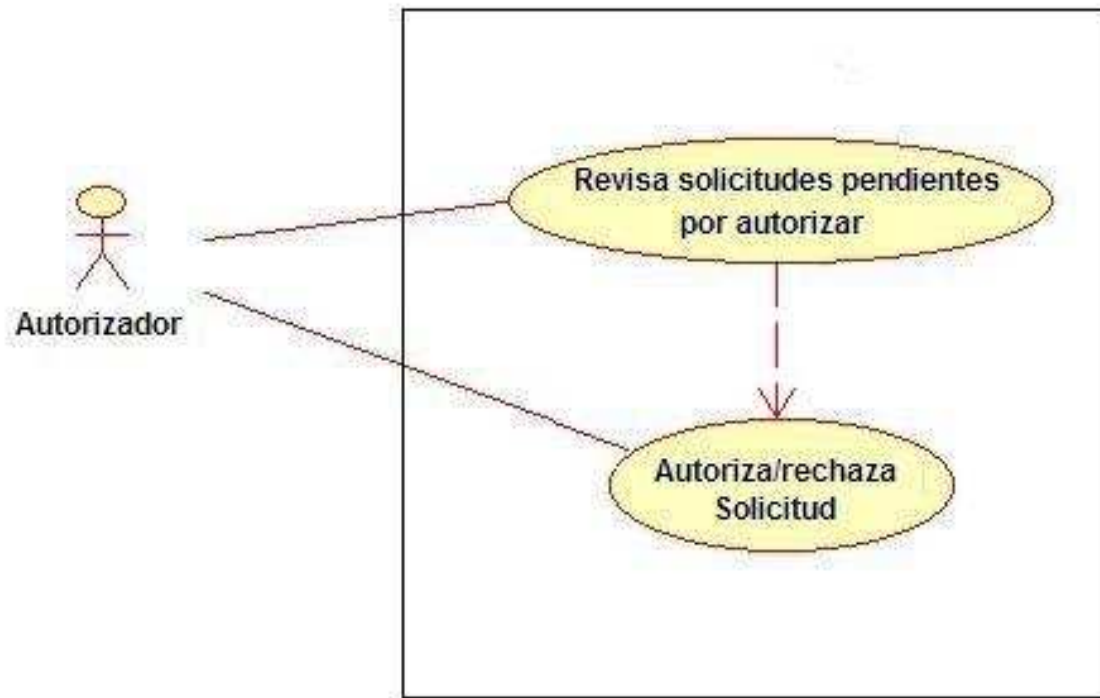 Revisa solicitudes pendientes
por autorizar
Autorizador
Autoriza/rechaza
Solicitud